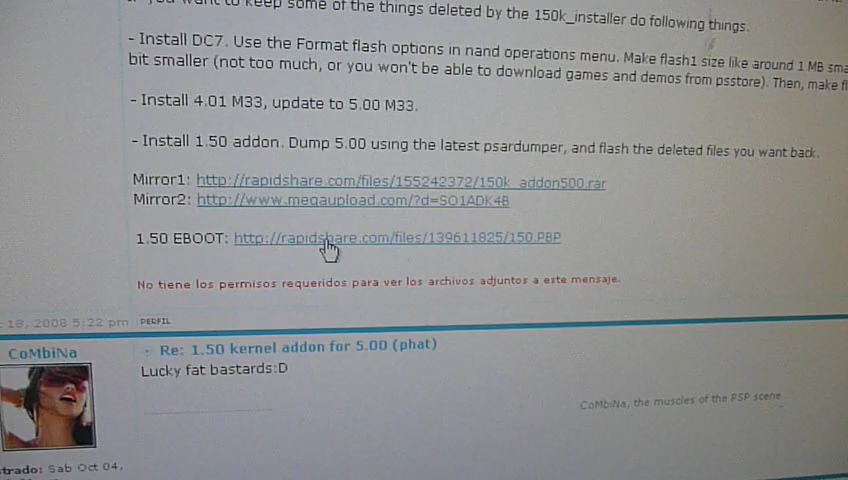 you want to keep some of the things deleted by the 150k_installer do following things.
- Install DC7. Use the Format flash options in nand operations menu. Make flash1 size like around 1 MB
bit smaller (not too much, or you won't be able to download games and demos from psstore). Then, make
- Install 4.01 M33, update to 5.00 M33.
- Install 1.50 addon. Dump 5.00 using the latest psardumper, and flash the deleted files you want back.
Mirror1: http://rapidshare.com/files/155242372/150k_addon500.rar
Mirror2: http://www.megaupload.com/?d=SO1ADK4B
1.50 EBOOT: http://rapidshare.com/files/139611825/150.PBP
No tiene los permisos requeridos para ver los archivos adjuntos a este mensaje.
18, 2008 5:22 pm PERFIL
CoMbiNa
Re: 1.50 kernel addon for 5.00 (phat)
Lucky fat bastards:D
CoMbiNa, the muscles of the PSP scene
strado: Sab Oct 04,